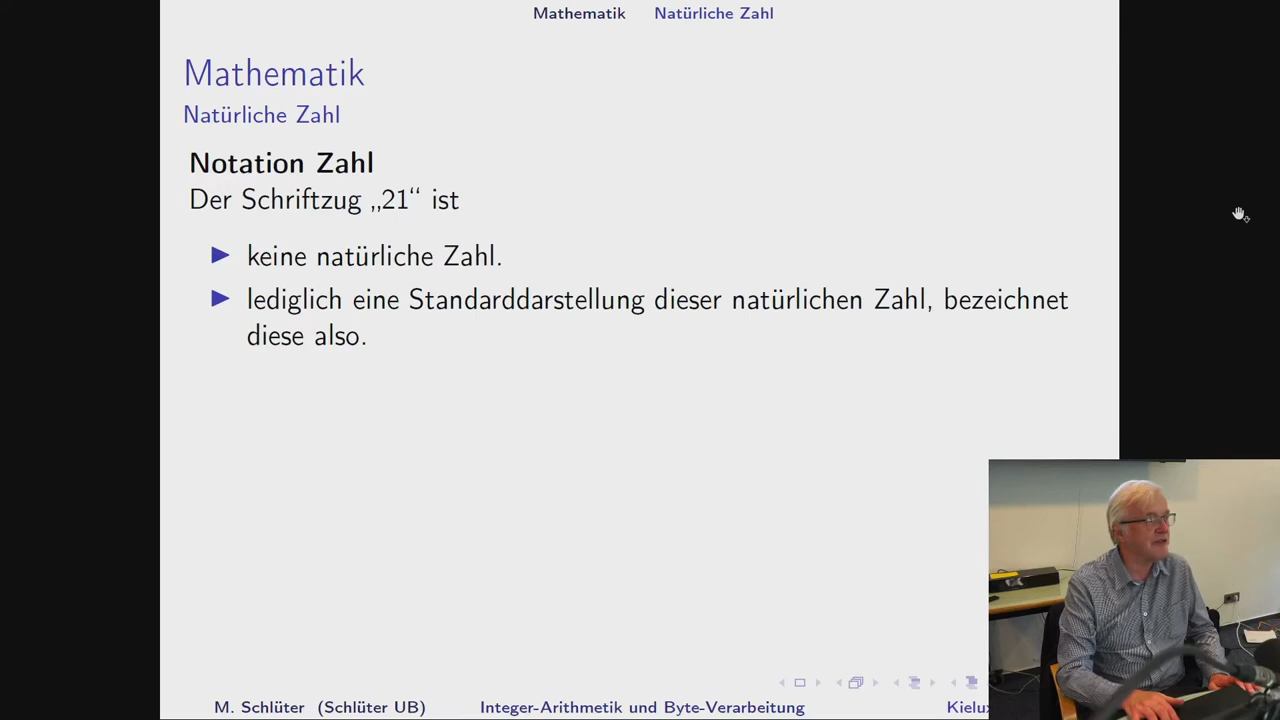 Mathematik Natürliche Zahl
Mathematik
Natürliche Zahl
Notation Zahl
Der Schriftzug „21“ ist
keine natürliche Zahl.
lediglich eine Standarddarstellung dieser natürlichen Zahl, bezeichnet
diese also.
M. Schlüter (Schlüter UB) Integer-Arithmetik und Byte-Verarbeitung